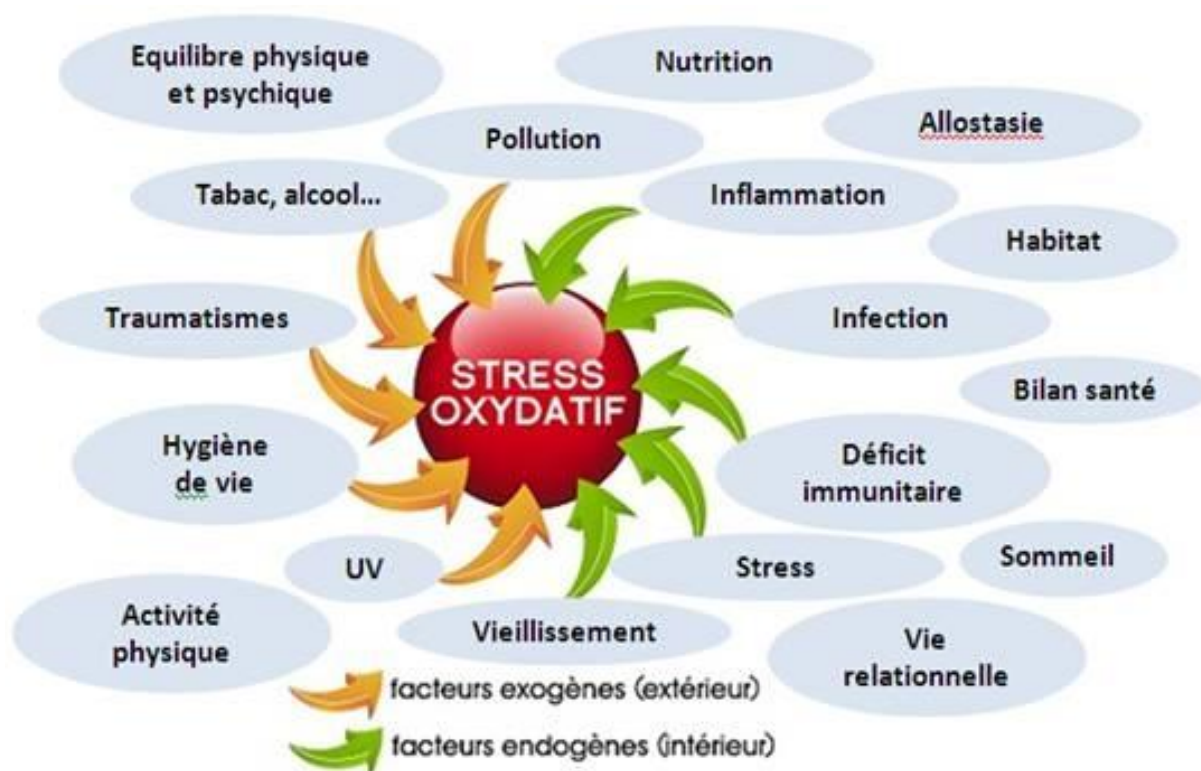 Equilibre physique
et psychique
Nutrition
Allostasie
Pollution
Tabac, alcool...
Inflammation
Habitat
Traumatismes
Infection
STRESS
OXYDATIF
Bilan santé
Hygiène
de vie
Déficit
immunitaire
UV
Stress
Sommeil
Activité
physique
Vieillissement
Vie
relationnelle
facteurs exogènes (extérieur)
facteurs endogènes (intérieur)